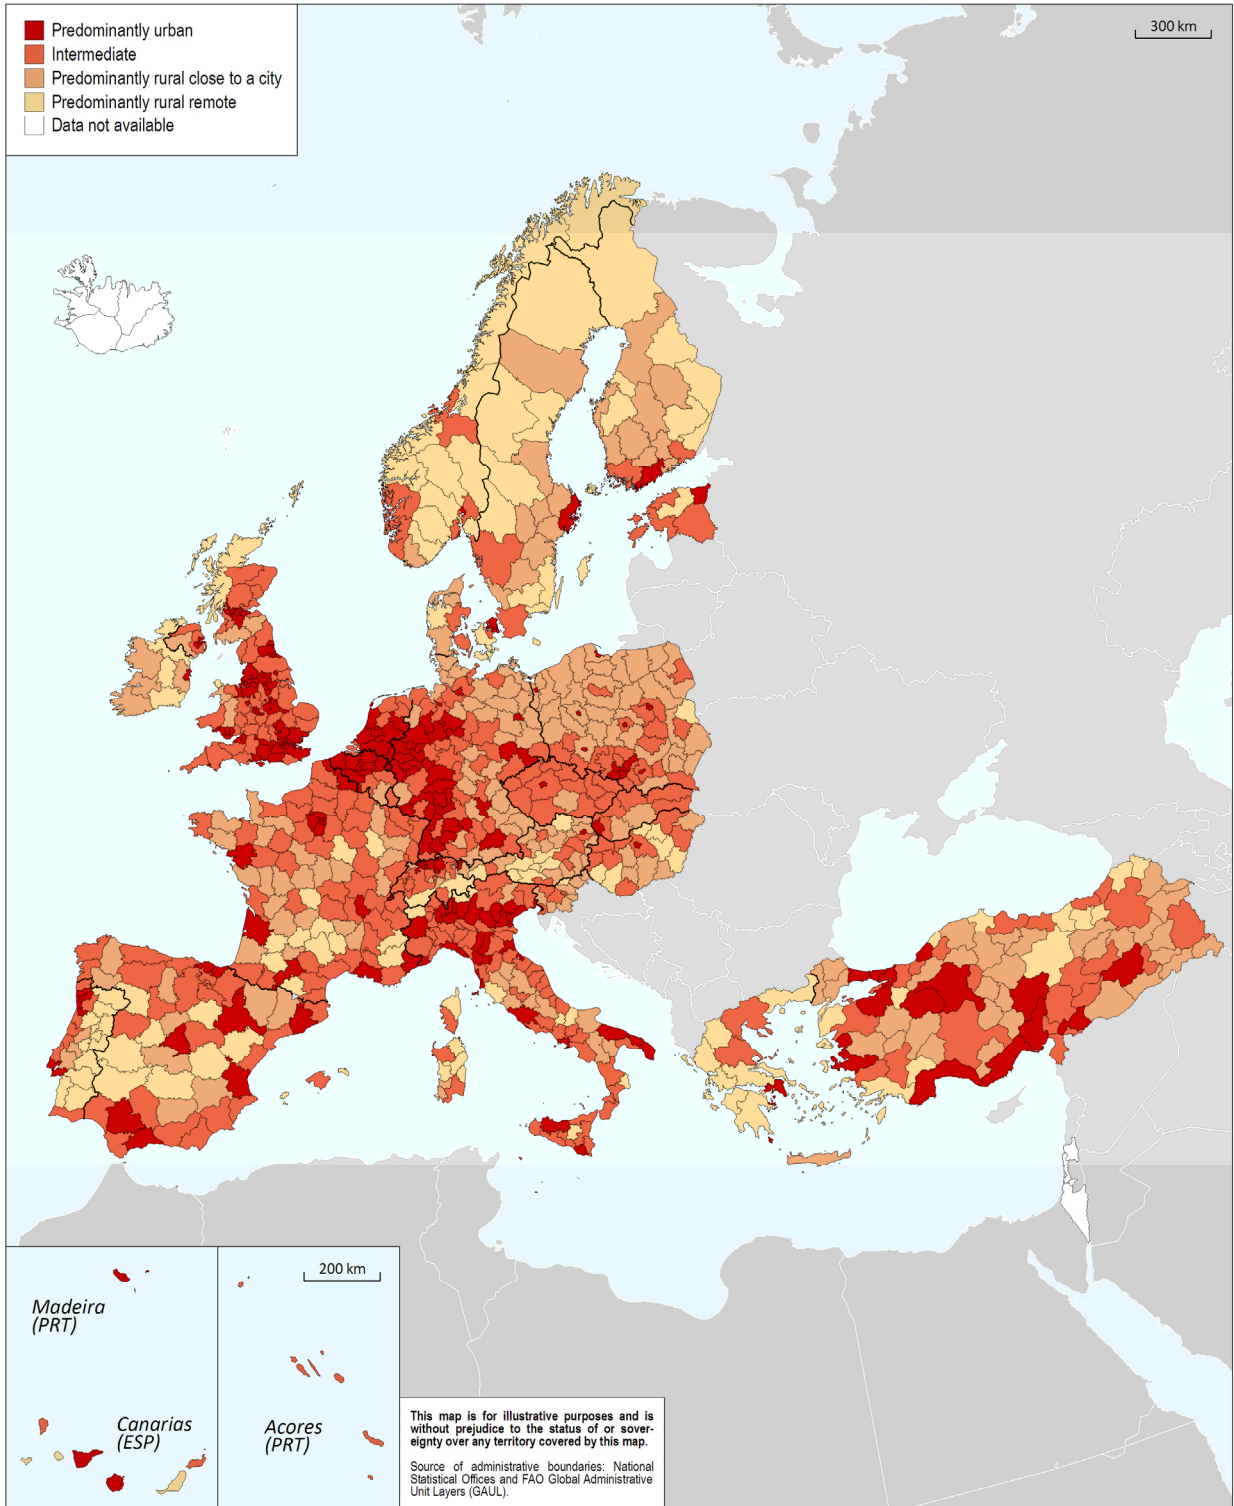 Predominantly urban
Intermediate
Predominantly rural close to a city
Predominantly rural remote
Data not available
300 km
200 km
Madeira
(PRT)
Canarias
(ESP)
Acores
(PRT)
This map is for illustrative purposes and is
without prejudice to the status of or sover-
eignty over any territory covered by this map.
Source of administrative boundaries: National
Statistical Offices and FAO Global Administrative
Unit Layers (GAUL).